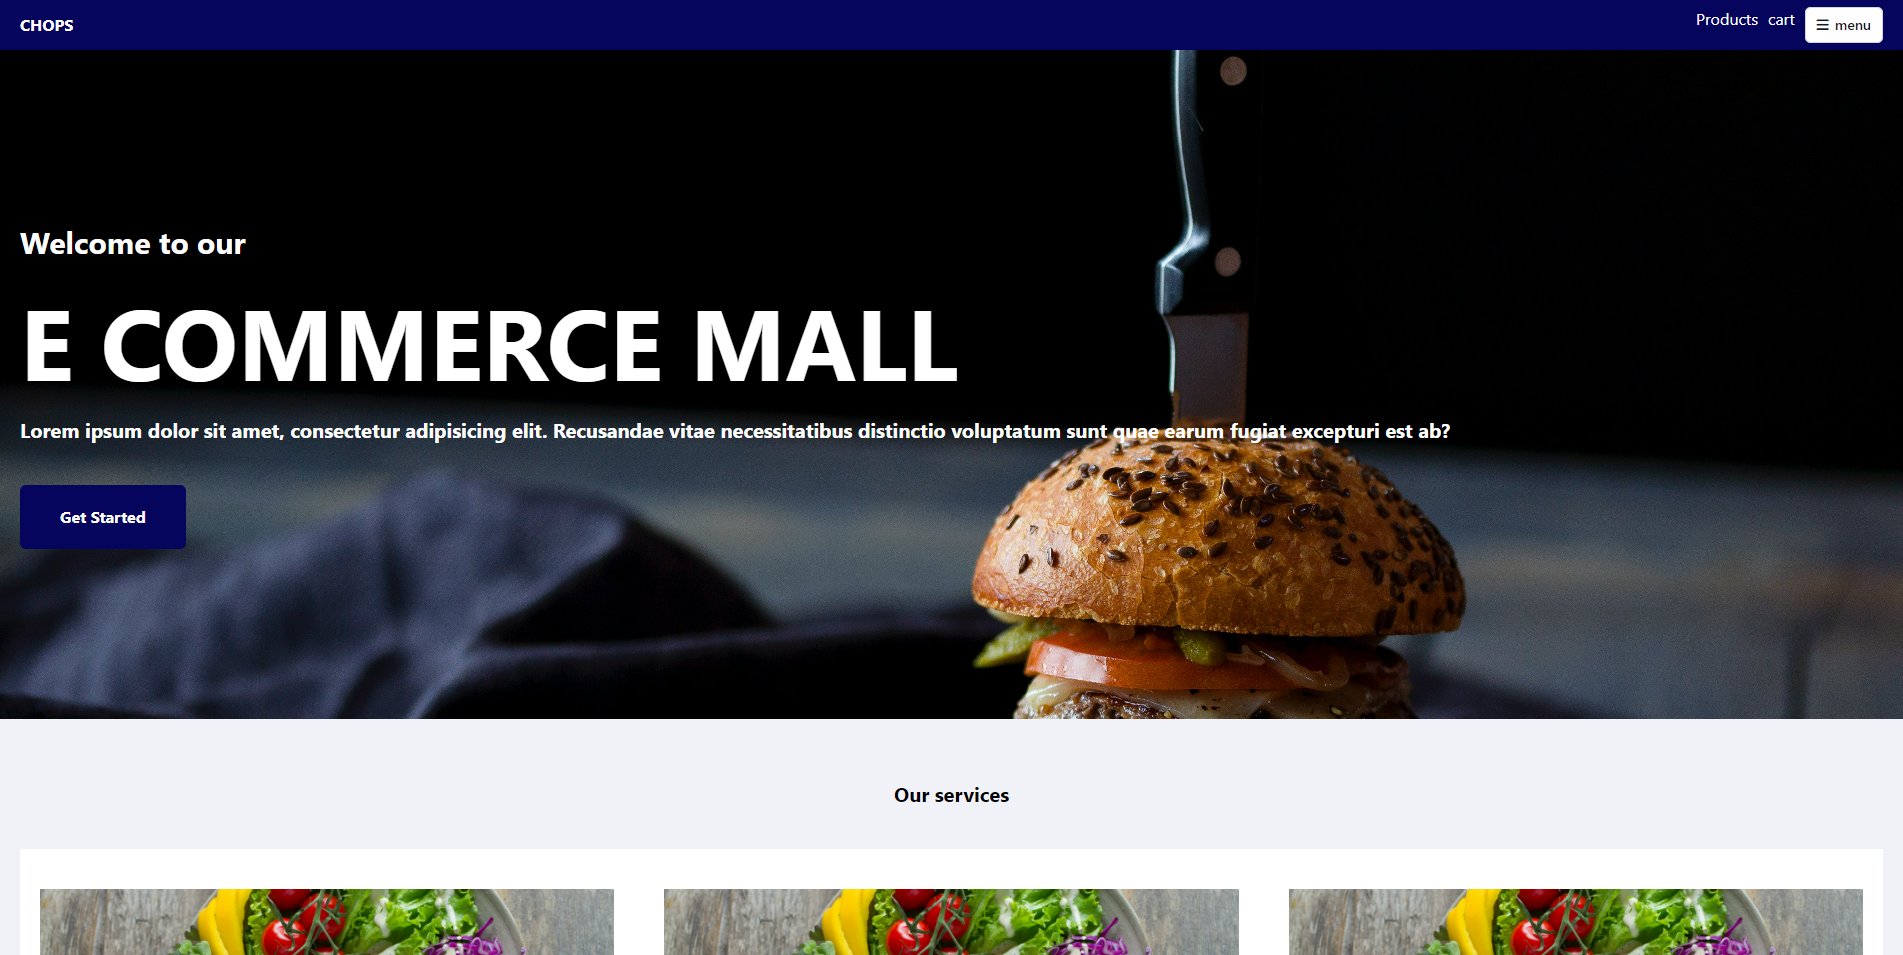 CHOPS
Products cart ☰ menu
Welcome to our
E COMMERCE MALL
Lorem ipsum dolor sit amet, consectetur adipisicing elit. Recusandae vitae necessitatibus distinctio voluptatum sunt quae earum fugiat excepturi est ab?
Get Started
Our services